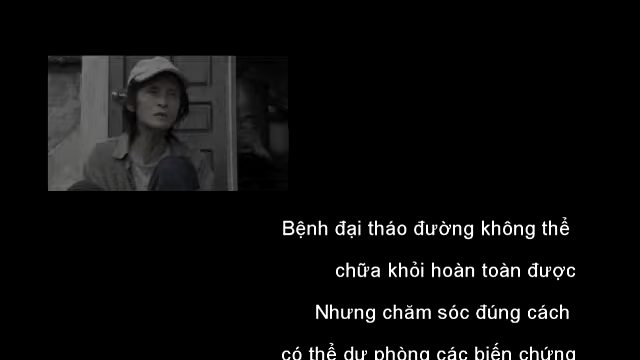 Bệnh đại tháo đường không thể
chữa khỏi hoàn toàn được
Nhưng chăm sóc đúng cách
có thể dự phòng các biến chứng